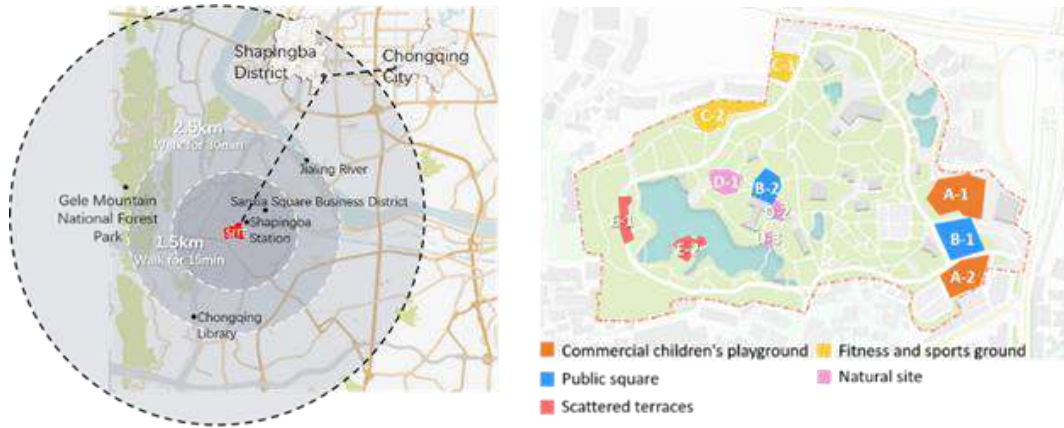 Shapingba
District
Chongqing
City
2.5km
Walk for 30min
Jialing River
Gele Mountain
National Forest
Park
Sanxia Square Business District
Shapingba
Station
SITE
1.5km
Walk for 15min
Chongqing
Library
C-1
C-2
D-1
B-2
A-1
E-1
B-1
E-2
A-2
Commercial children's playground
Fitness and sports ground
Public square
Natural site
Scattered terraces